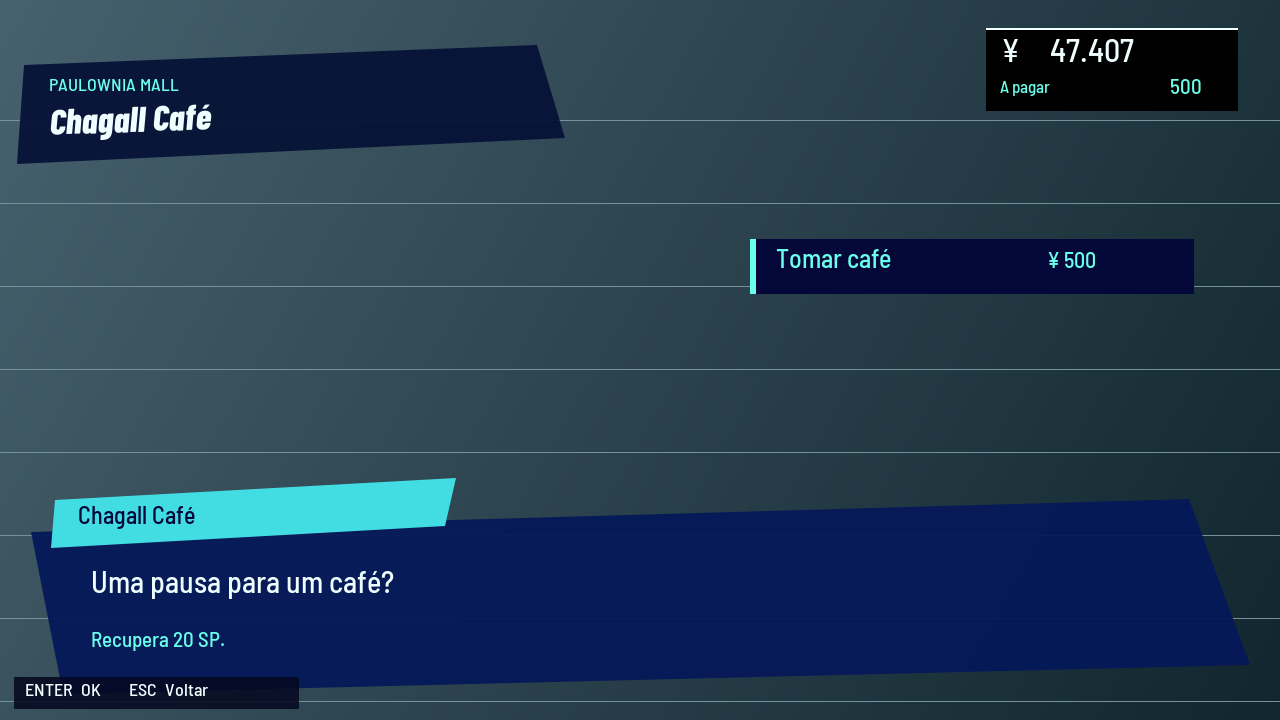 PAULOWNIA MALL
Chagall Café
¥ 47.407
A pagar 500
Tomar café ¥ 500
Chagall Café
Uma pausa para um café?
Recupera 20 SP.
ENTER OK ESC Voltar